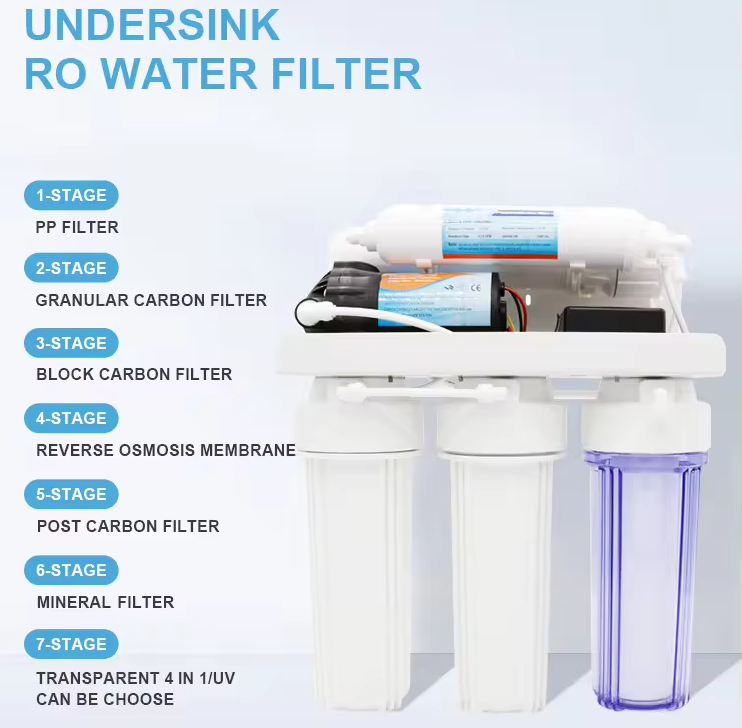 UNDERSINK
RO WATER FILTER
1-STAGE
PP FILTER
2-STAGE
GRANULAR CARBON FILTER
3-STAGE
BLOCK CARBON FILTER
4-STAGE
REVERSE OSMOSIS MEMBRANE
5-STAGE
POST CARBON FILTER
6-STAGE
MINERAL FILTER
7-STAGE
TRANSPARENT 4 IN 1/UV
CAN BE CHOOSE
CE